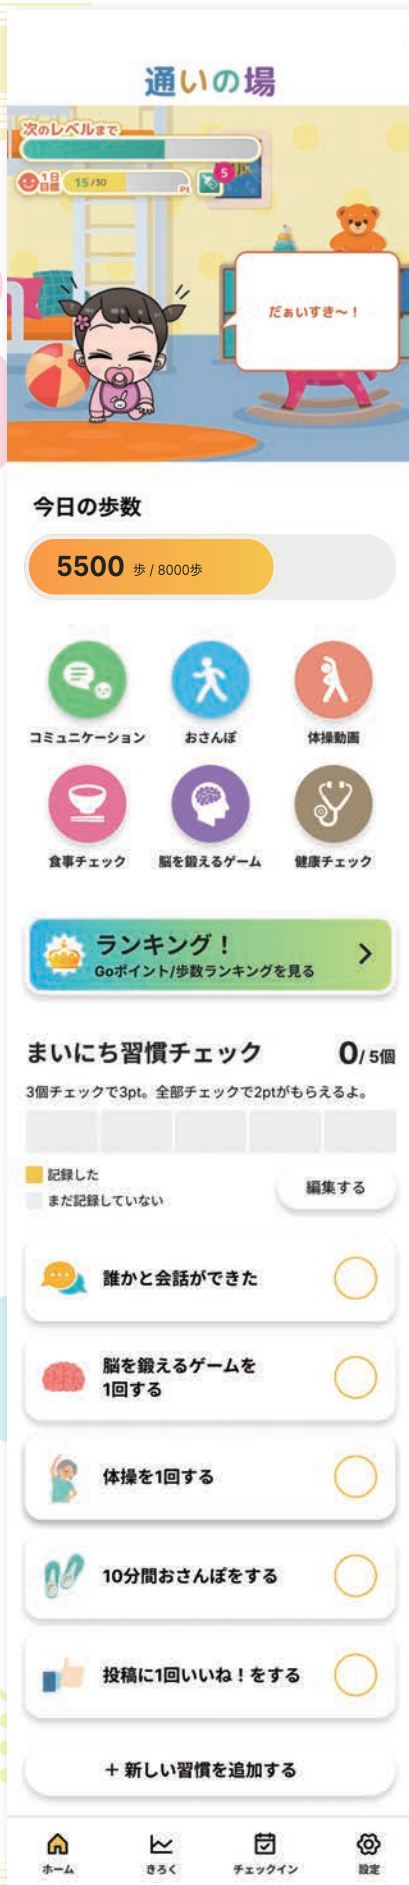 通いの場
次のレベルまで
1日
目標
15/30
Pt
5
だぁいすき〜！
今日の歩数
5500 歩 / 8000歩
コミュニケーション
おさんぽ
体操動画
食事チェック
脳を鍛えるゲーム
健康チェック
ランキング！
Goポイント/歩数ランキングを見る
まいにち習慣チェック
0/ 5個
3個チェックで3pt。全部チェックで2ptがもらえるよ。
記録した
まだ記録していない
編集する
誰かと会話ができた
脳を鍛えるゲームを
1回する
体操を1回する
10分間おさんぽをする
投稿に1回いいね！をする
＋ 新しい習慣を追加する
ホーム
きろく
チェックイン
設定